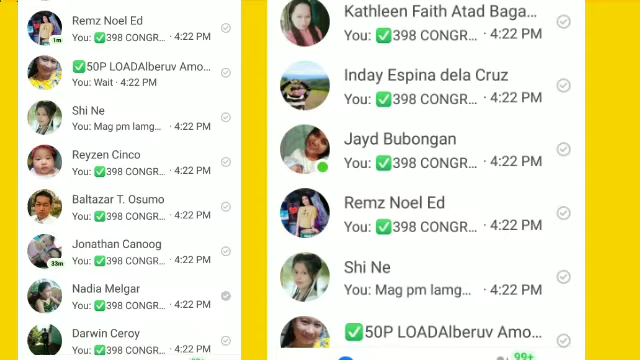 Remz Noel Ed
You: ✅398 CONGR... · 4:22 PM
1m
✅50P LOADAlberuv Amo...
You: Wait · 4:22 PM
Shi Ne
You: Mag pm lamg... · 4:22 PM
Reyzen Cinco
You: ✅398 CONGR... · 4:22 PM
Baltazar T. Osumo
You: ✅398 CONGR... · 4:22 PM
Jonathan Canoog
You: ✅398 CONGR... · 4:22 PM
33m
Nadia Melgar
You: ✅398 CONGR... · 4:22 PM
Darwin Ceroy
You: ✅398 CONGR... · 4:22 PM
Kathleen Faith Atad Baga...
You: ✅398 CONGR... · 4:22 PM
Inday Espina dela Cruz
You: ✅398 CONGR... · 4:22 PM
Jayd Bubongan
You: ✅398 CONGR... · 4:22 PM
Remz Noel Ed
You: ✅398 CONGR... · 4:22 PM
Shi Ne
You: Mag pm lamg... · 4:22 PM
✅50P LOADAlberuv Amo...
99+